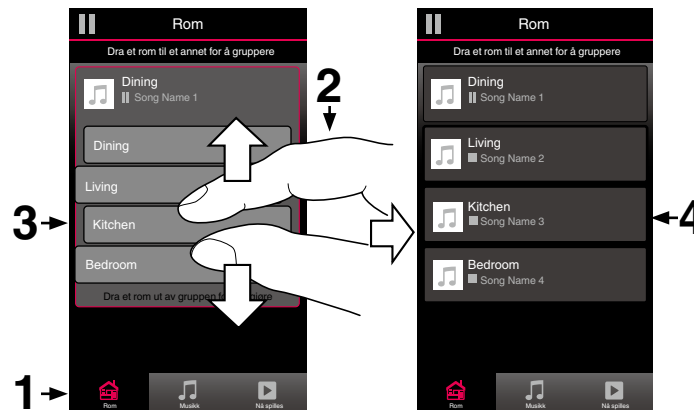 Rom
Dra et rom til et annet for å gruppere
Dining
Song Name 1
Dining
Living
Kitchen
Bedroom
Dra et rom ut av gruppen
Rom
Musikk
Nå spilles
1
2
3
Rom
Dra et rom til et annet for å gruppere
Dining
Song Name 1
Living
Song Name 2
Kitchen
Song Name 3
Bedroom
Song Name 4
Rom
Musikk
Nå spilles
4